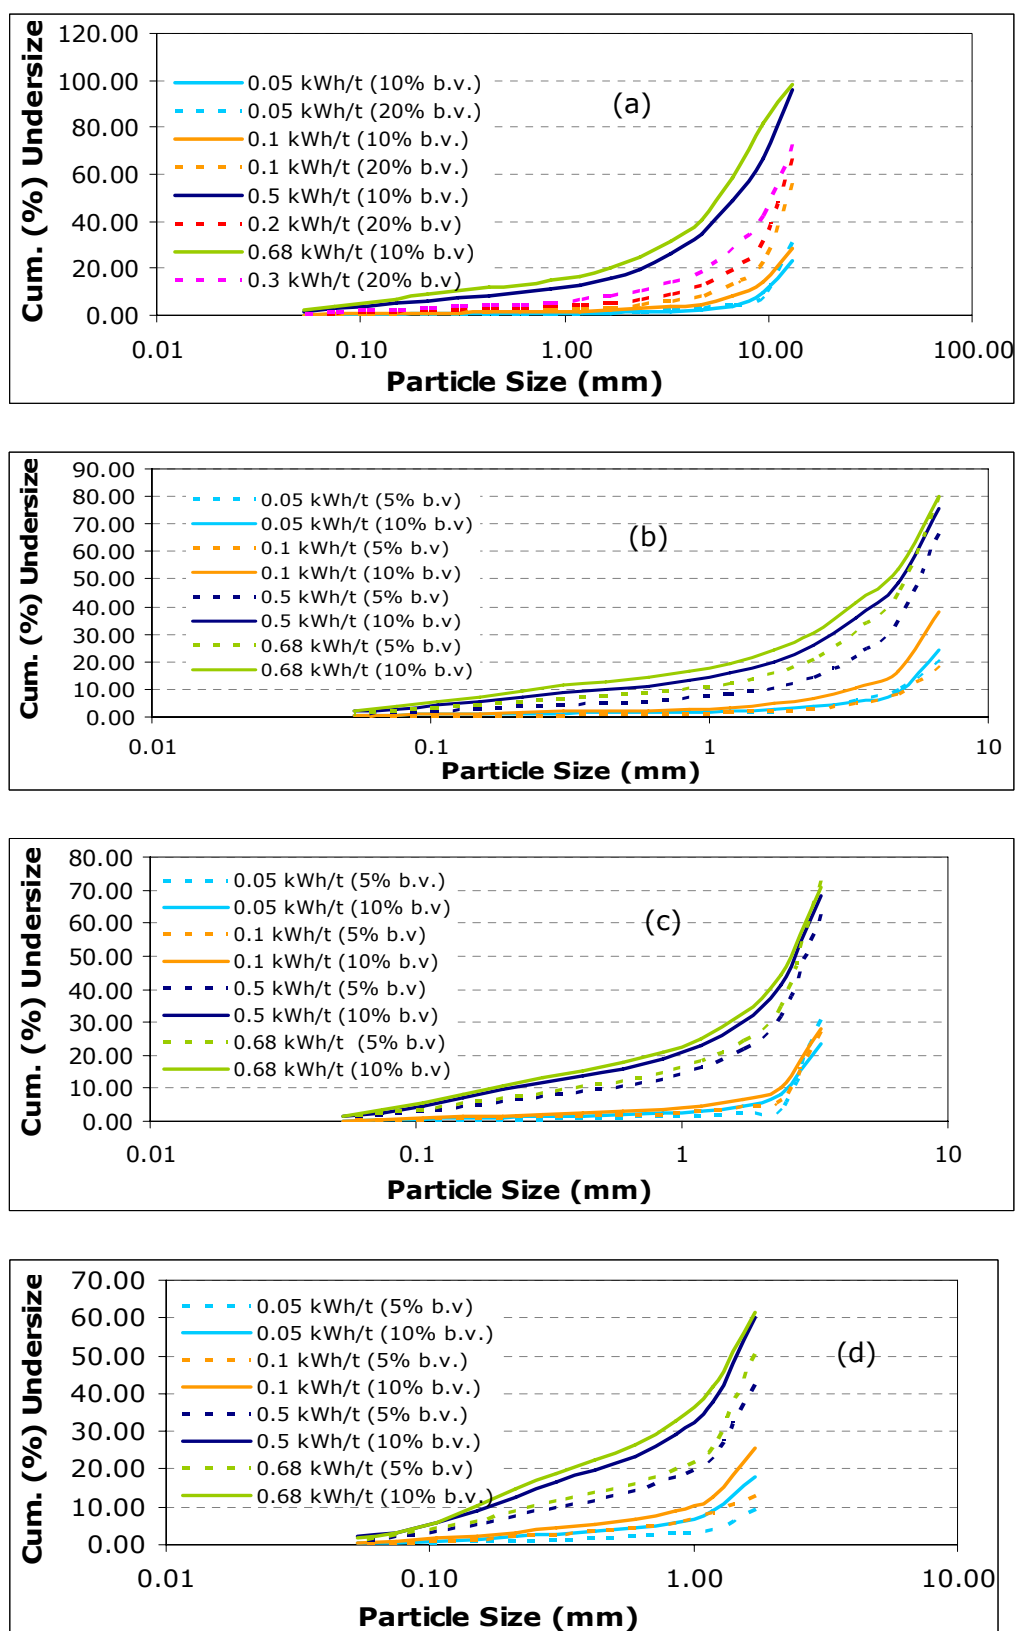 120.00
100.00
80.00
60.00
40.00
20.00
0.00
Cum. (%) Undersize
0.05 kWh/t (10% b.v.)
0.05 kWh/t (20% b.v.)
0.1 kWh/t (10% b.v.)
0.1 kWh/t (20% b.v.)
0.5 kWh/t (10% b.v.)
0.2 kWh/t (20% b.v)
0.68 kWh/t (10% b.v)
0.3 kWh/t (20% b.v)
(a)
0.01 0.10 1.00 10.00 100.00
Particle Size (mm)
90.00
80.00
70.00
60.00
50.00
40.00
30.00
20.00
10.00
0.00
Cum. (%) Undersize
0.05 kWh/t (5% b.v)
0.05 kWh/t (10% b.v)
0.1 kWh/t (5% b.v)
0.1 kWh/t (10% b.v)
0.5 kWh/t (5% b.v)
0.5 kWh/t (10% b.v)
0.68 kWh/t (5% b.v)
0.68 kWh/t (10% b.v)
(b)
0.01 0.1 1 10
Particle Size (mm)
80.00
70.00
60.00
50.00
40.00
30.00
20.00
10.00
0.00
Cum. (%) Undersize
0.05 kWh/t (5% b.v.)
0.05 kWh/t (10% b.v)
0.1 kWh/t (5% b.v)
0.1 kWh/t (10% b.v)
0.5 kWh/t (5% b.v)
0.5 kWh/t (10% b.v)
0.68 kWh/t (5% b.v)
0.68 kWh/t (10% b.v)
(c)
0.01 0.1 1 10
Particle Size (mm)
70.00
60.00
50.00
40.00
30.00
20.00
10.00
0.00
Cum. (%) Undersize
0.05 kWh/t (5% b.v)
0.05 kWh/t (10% b.v.)
0.1 kWh/t (5% b.v.)
0.1 kWh/t (10% b.v.)
0.5 kWh/t (5% b.v.)
0.5 kWh/t (10% b.v.)
0.68 kWh/t (5% b.v)
0.68 kWh/t (10% b.v.)
(d)
0.01 0.10 1.00 10.00
Particle Size (mm)